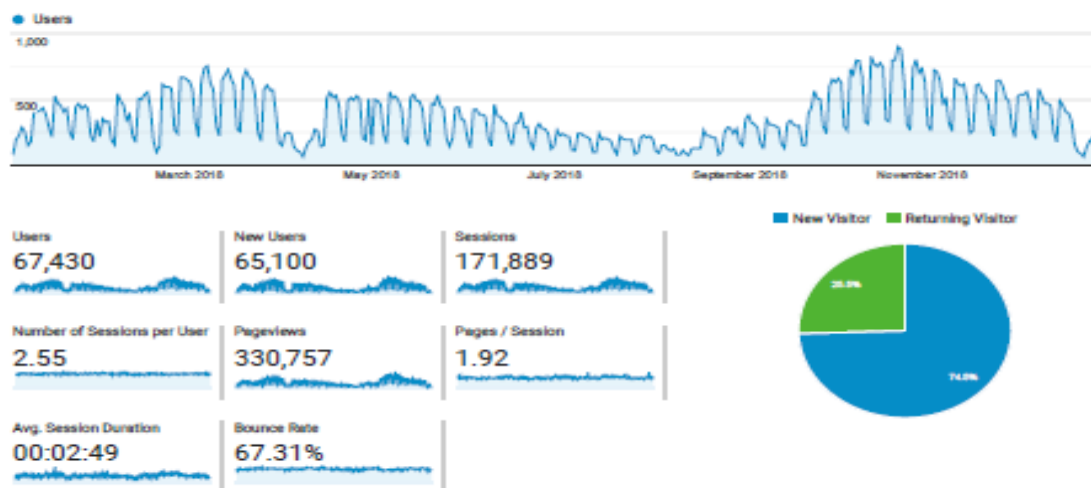 Users
1,000
500
March 2018 May 2018 July 2018 September 2018 November 2018
New Visitor Returning Visitor
Users New Users Sessions
67,430 65,100 171,889
Number of Sessions per User Pageviews Pages / Session
2.55 330,757 1.92
Avg. Session Duration Bounce Rate
00:02:49 67.31%